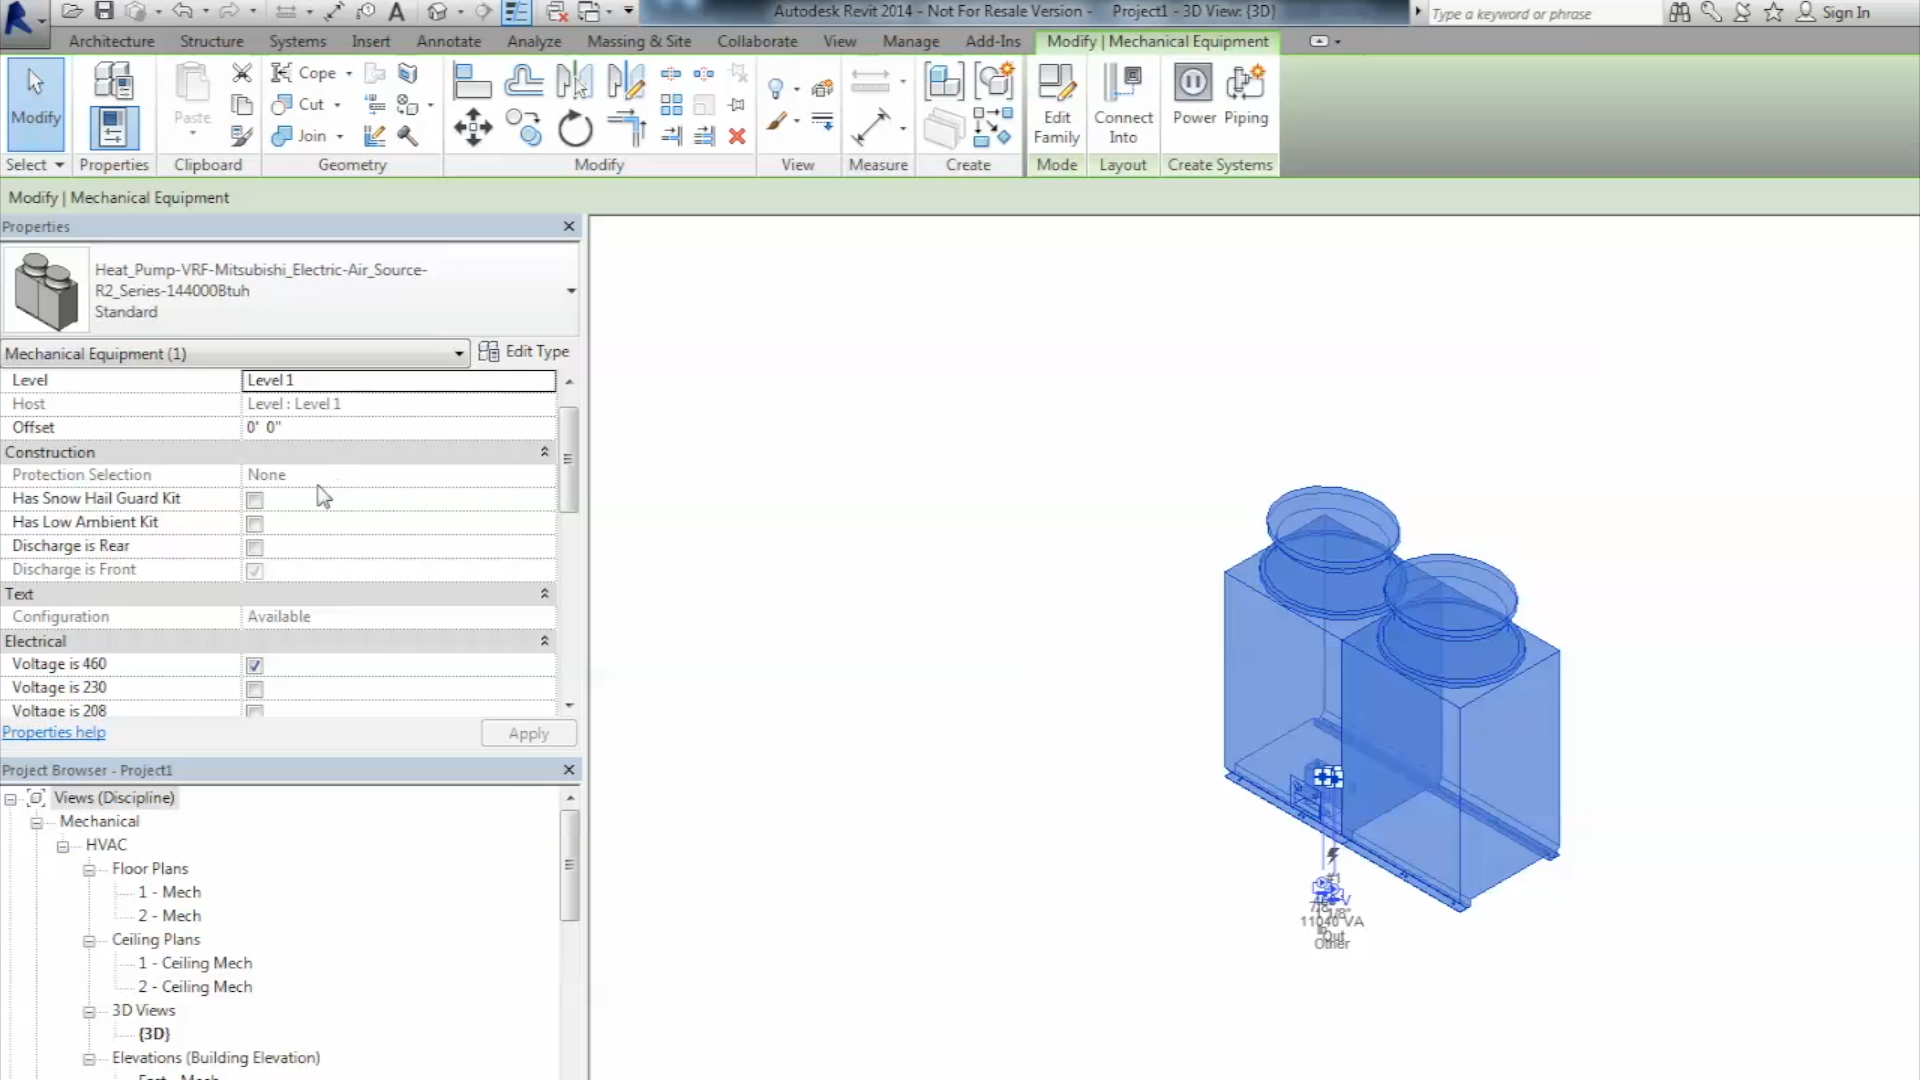 Autodesk Revit 2014 - Not For Resale Version - Project1 - 3D View: {3D}
Type a keyword or phrase
Sign In
Architecture Structure Systems Insert Annotate Analyze Massing & Site Collaborate View Manage Add-Ins Modify | Mechanical Equipment
Modify
Paste
Cope
Cut
Join
Edit Family
Connect Into
Power Piping
Select Properties Clipboard Geometry Modify View Measure Create Mode Layout Create Systems
Modify | Mechanical Equipment
Properties
Heat_Pump-VRF-Mitsubishi_Electric-Air_Source-
R2_Series-144000Btuh
Standard
Mechanical Equipment (1)
Edit Type
Level Level 1
Host Level : Level 1
Offset 0' 0"
Construction
Protection Selection None
Has Snow Hail Guard Kit
Has Low Ambient Kit
Discharge is Rear
Discharge is Front
Text
Configuration Available
Electrical
Voltage is 460
Voltage is 230
Voltage is 208
Properties help
Apply
Project Browser - Project1
Views (Discipline)
Mechanical
HVAC
Floor Plans
1 - Mech
2 - Mech
Ceiling Plans
1 - Ceiling Mech
2 - Ceiling Mech
3D Views
{3D}
Elevations (Building Elevation)
East - Mech
#1
11040 VA
Out
Other